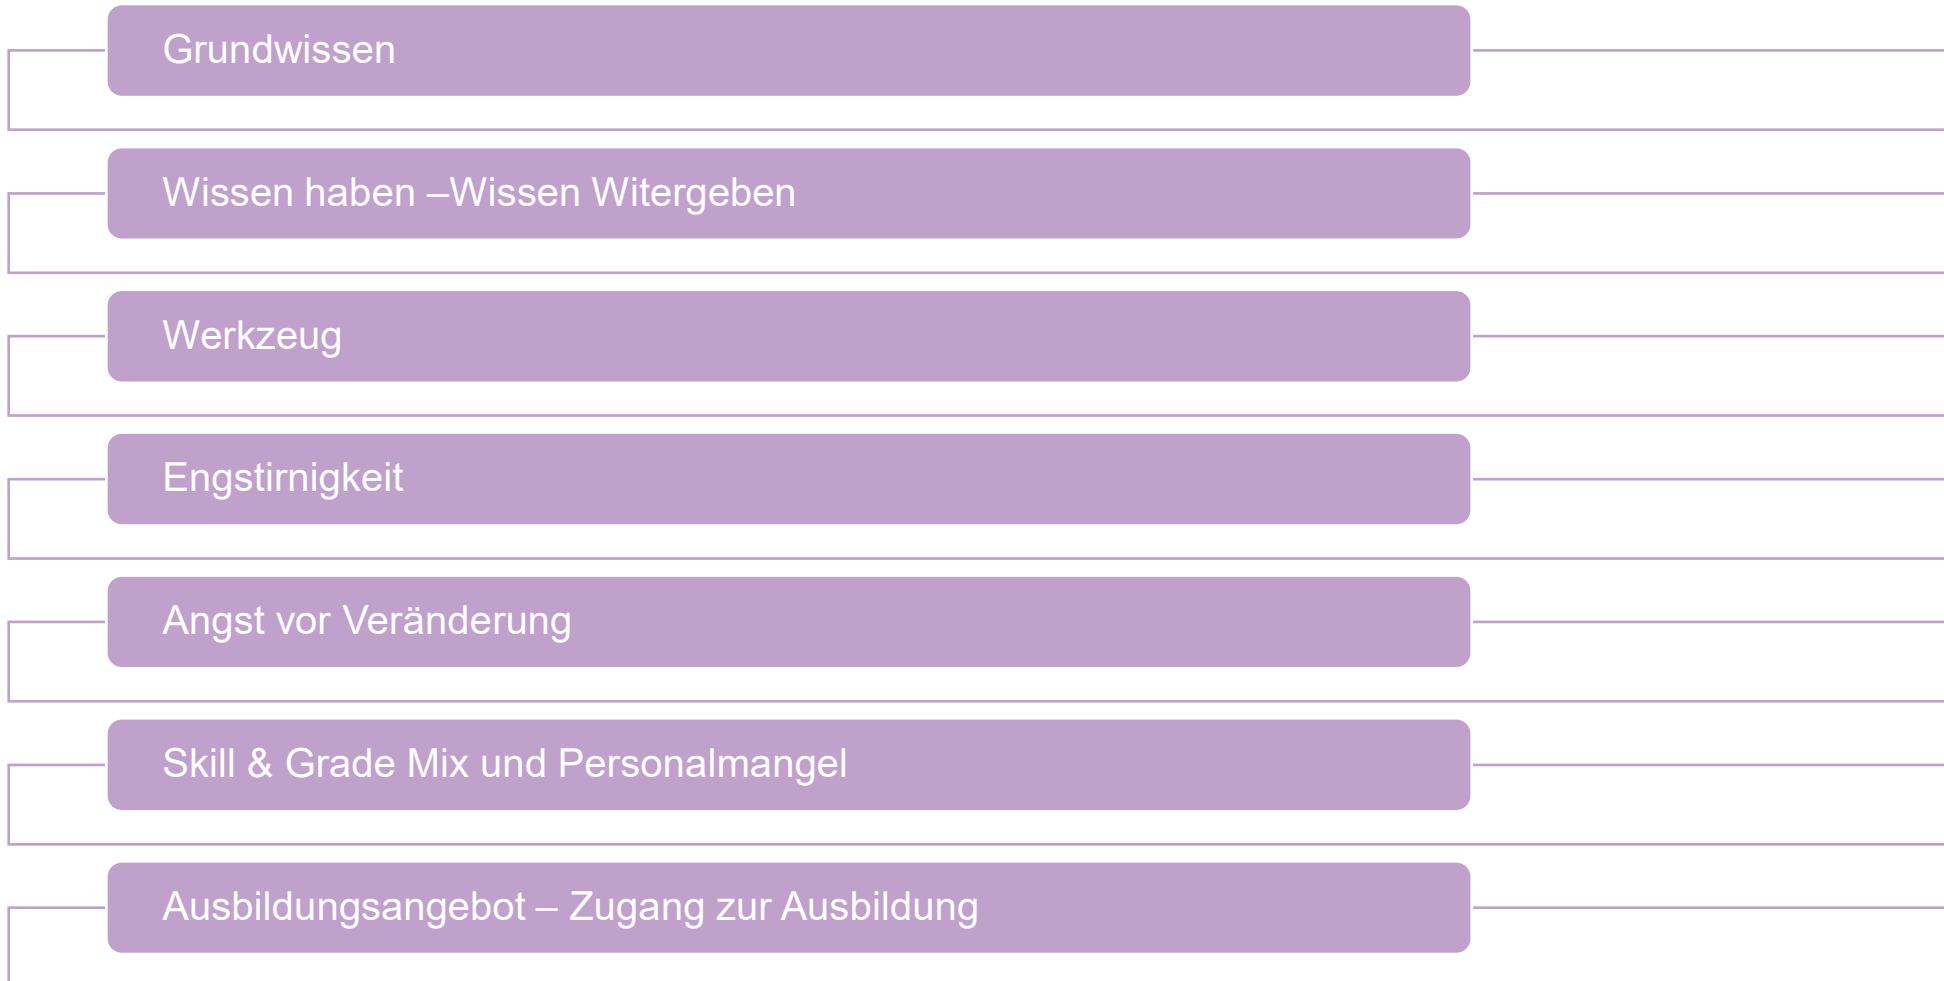 Grundwissen
Wissen haben –Wissen Witergeben
Werkzeug
Engstirnigkeit
Angst vor Veränderung
Skill & Grade Mix und Personalmangel
Ausbildungsangebot – Zugang zur Ausbildung